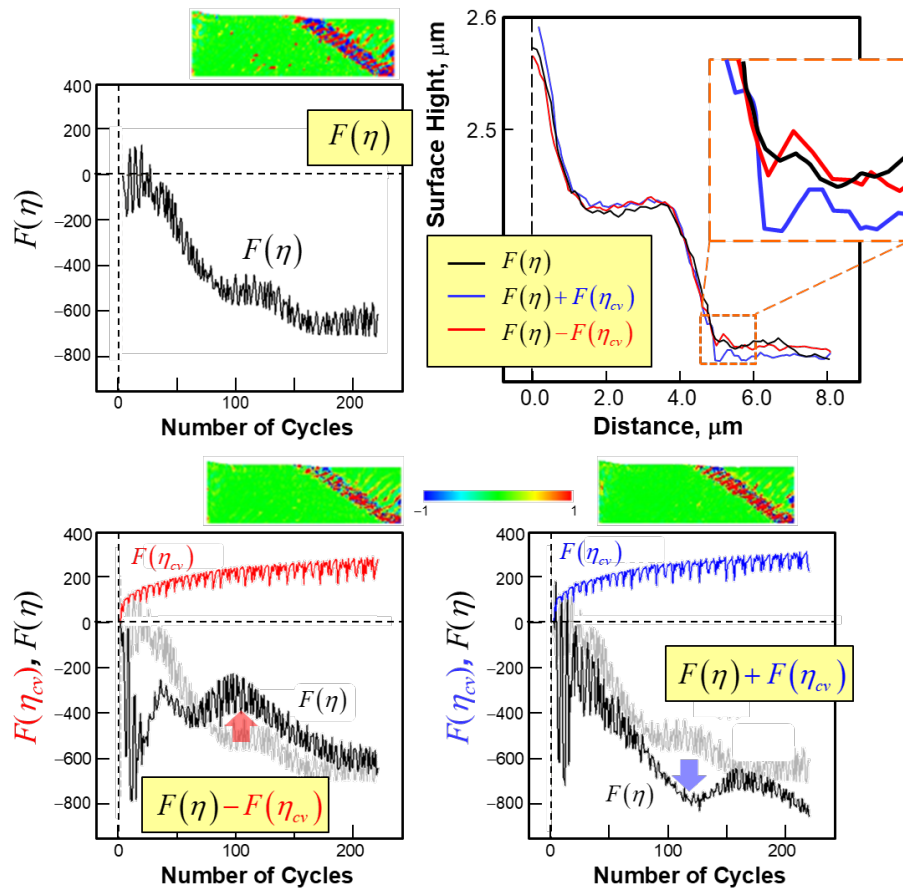 400
200
0
−200
−400
−600
−800
F(η)
F(η)
F(η)
0
100
200
Number of Cycles
2.6
2.5
Surface Hight, μm
F(η)
F(η)+F(η_cv)
F(η)−F(η_cv)
0.0
2.0
4.0
6.0
8.0
Distance, μm
−1
1
400
200
0
−200
−400
−600
−800
F(η_cv), F(η)
F(η_cv)
F(η)
F(η)−F(η_cv)
0
100
200
Number of Cycles
400
200
0
−200
−400
−600
−800
F(η_cv), F(η)
F(η_cv)
F(η)+F(η_cv)
F(η)
0
100
200
Number of Cycles